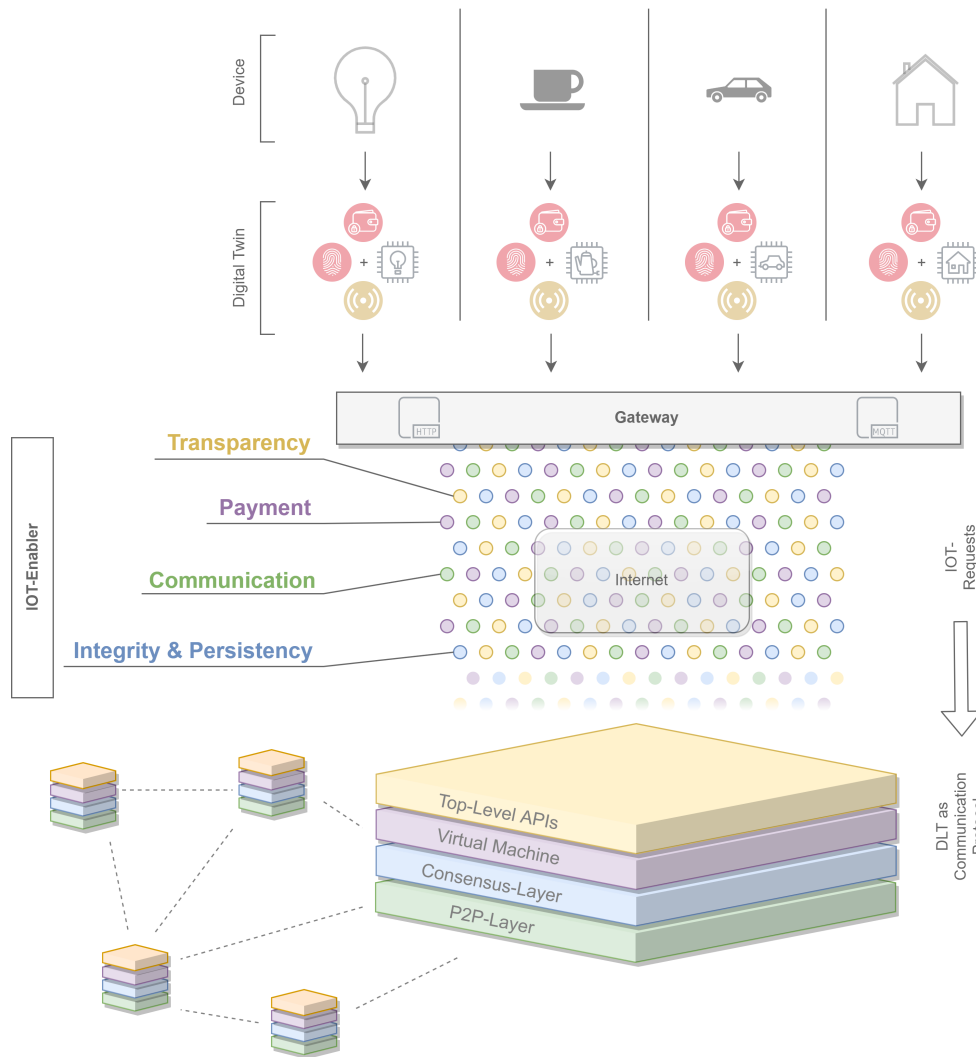 Device
Digital Twin
+
+
+
+
Gateway
HTTP
MQTT
Transparency
Payment
Communication
Integrity & Persistency
IOT-Enabler
Internet
IOT-
Requests
DLT as
Communication
Top-Level APIs
Virtual Machine
Consensus-Layer
P2P-Layer